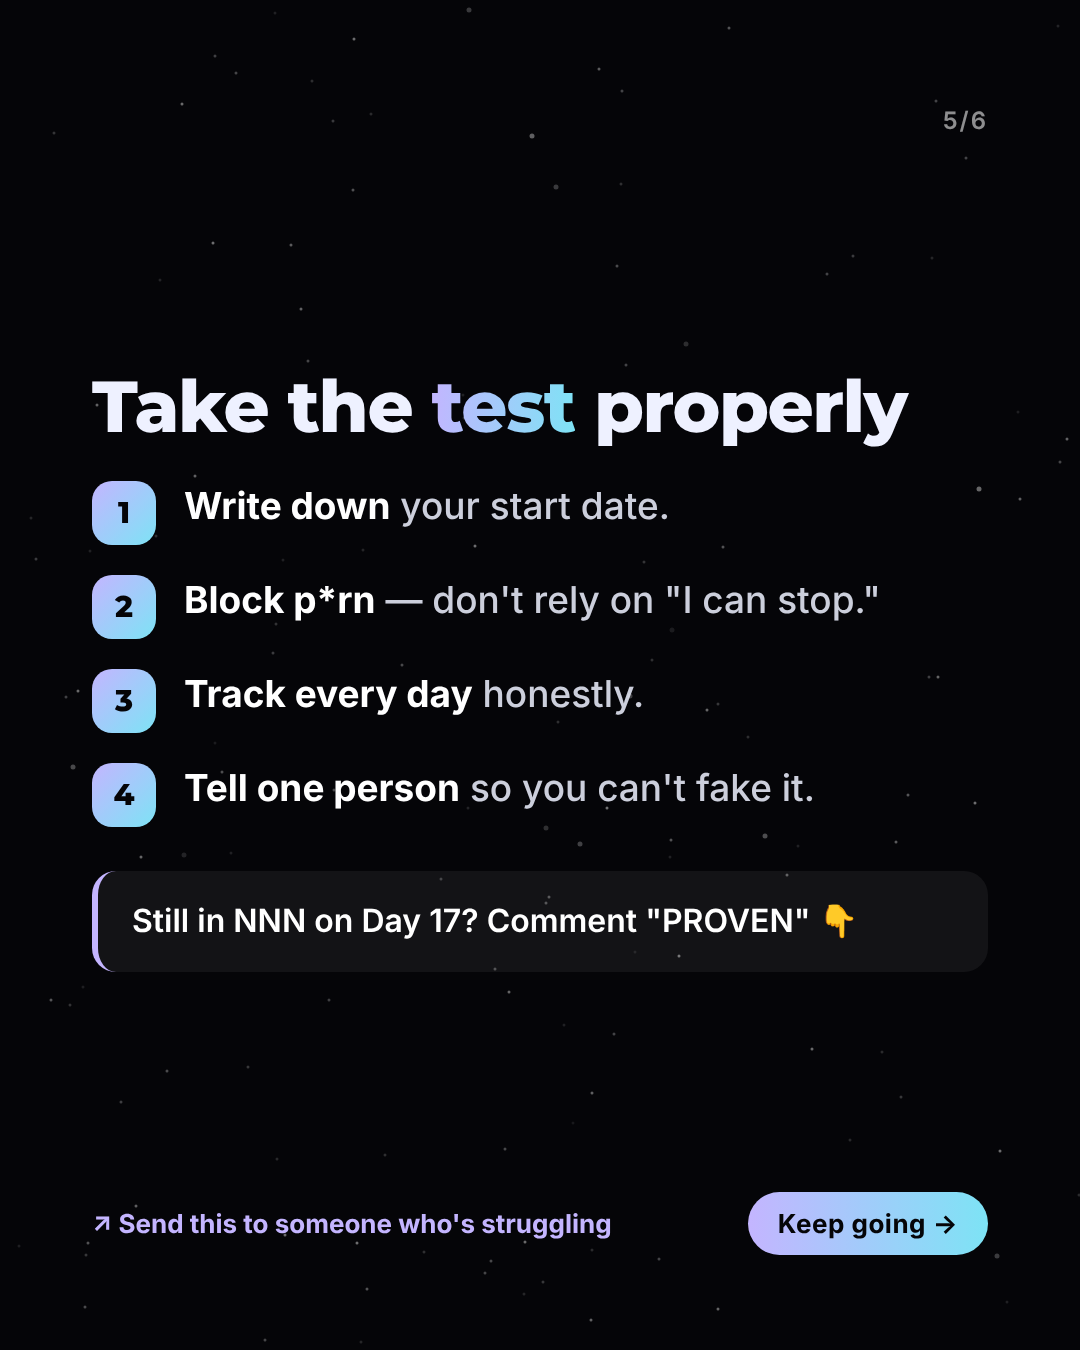 5/6
Take the test properly
1 Write down your start date.
2 Block p*rn — don't rely on "I can stop."
3 Track every day honestly.
4 Tell one person so you can't fake it.
Still in NNN on Day 17? Comment "PROVEN" 👇
↗ Send this to someone who's struggling
Keep going →